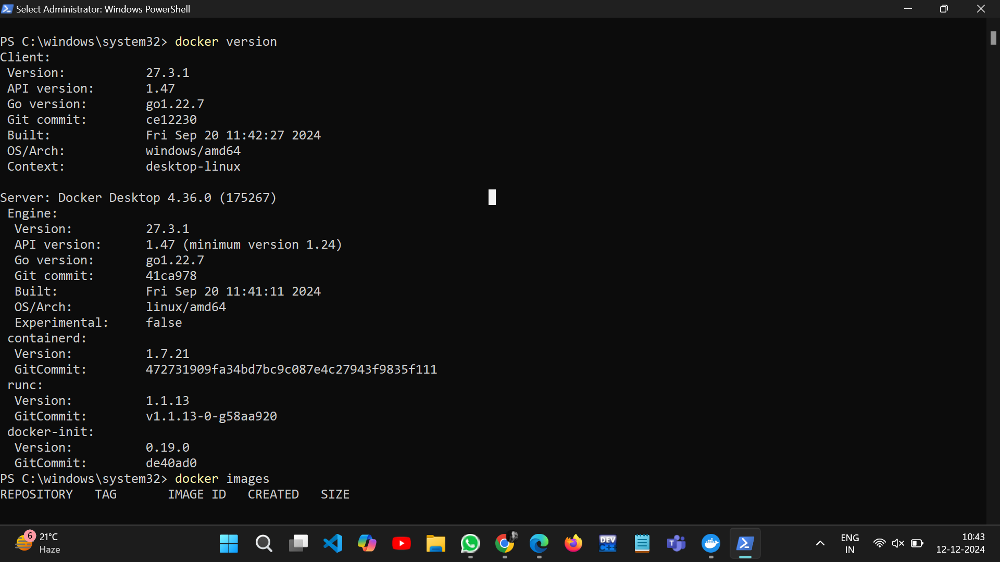 Select Administrator: Windows PowerShell
PS C:\windows\system32> docker version
Client:
 Version:           27.3.1
 API version:       1.47
 Go version:        go1.22.7
 Git commit:        ce12230
 Built:             Fri Sep 20 11:42:27 2024
 OS/Arch:           windows/amd64
 Context:           desktop-linux

Server: Docker Desktop 4.36.0 (175267)
 Engine:
  Version:          27.3.1
  API version:      1.47 (minimum version 1.24)
  Go version:       go1.22.7
  Git commit:       41ca978
  Built:            Fri Sep 20 11:41:11 2024
  OS/Arch:          linux/amd64
  Experimental:     false
 containerd:
  Version:          1.7.21
  GitCommit:        472731909fa34bd7bc9c087e4c27943f9835f111
 runc:
  Version:          1.1.13
  GitCommit:        v1.1.13-0-g58aa920
 docker-init:
  Version:          0.19.0
  GitCommit:        de40ad0
PS C:\windows\system32> docker images
REPOSITORY   TAG       IMAGE ID   CREATED   SIZE
6
21°C
Haze
DEV
C++
T
ENG
IN
10:43
12-12-2024